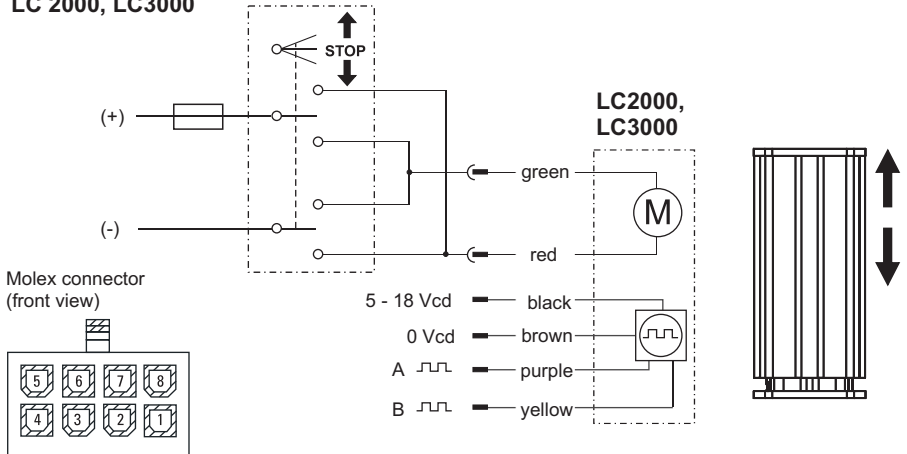 LC 2000, LC3000
STOP
(+)
(-)
LC2000,
LC3000
green
M
red
5 - 18 Vcd
black
0 Vcd
brown
A
purple
B
yellow
Molex connector
(front view)
5 6 7 8
4 3 2 1